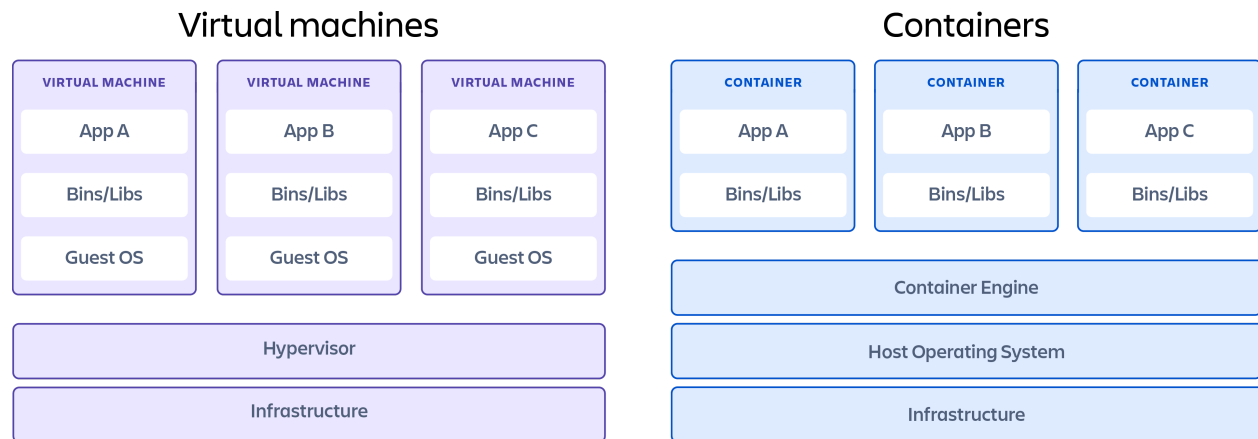 Virtual machines
VIRTUAL MACHINE
App A
Bins/Libs
Guest OS
VIRTUAL MACHINE
App B
Bins/Libs
Guest OS
VIRTUAL MACHINE
App C
Bins/Libs
Guest OS
Hypervisor
Infrastructure
Containers
CONTAINER
App A
Bins/Libs
CONTAINER
App B
Bins/Libs
CONTAINER
App C
Bins/Libs
Container Engine
Host Operating System
Infrastructure